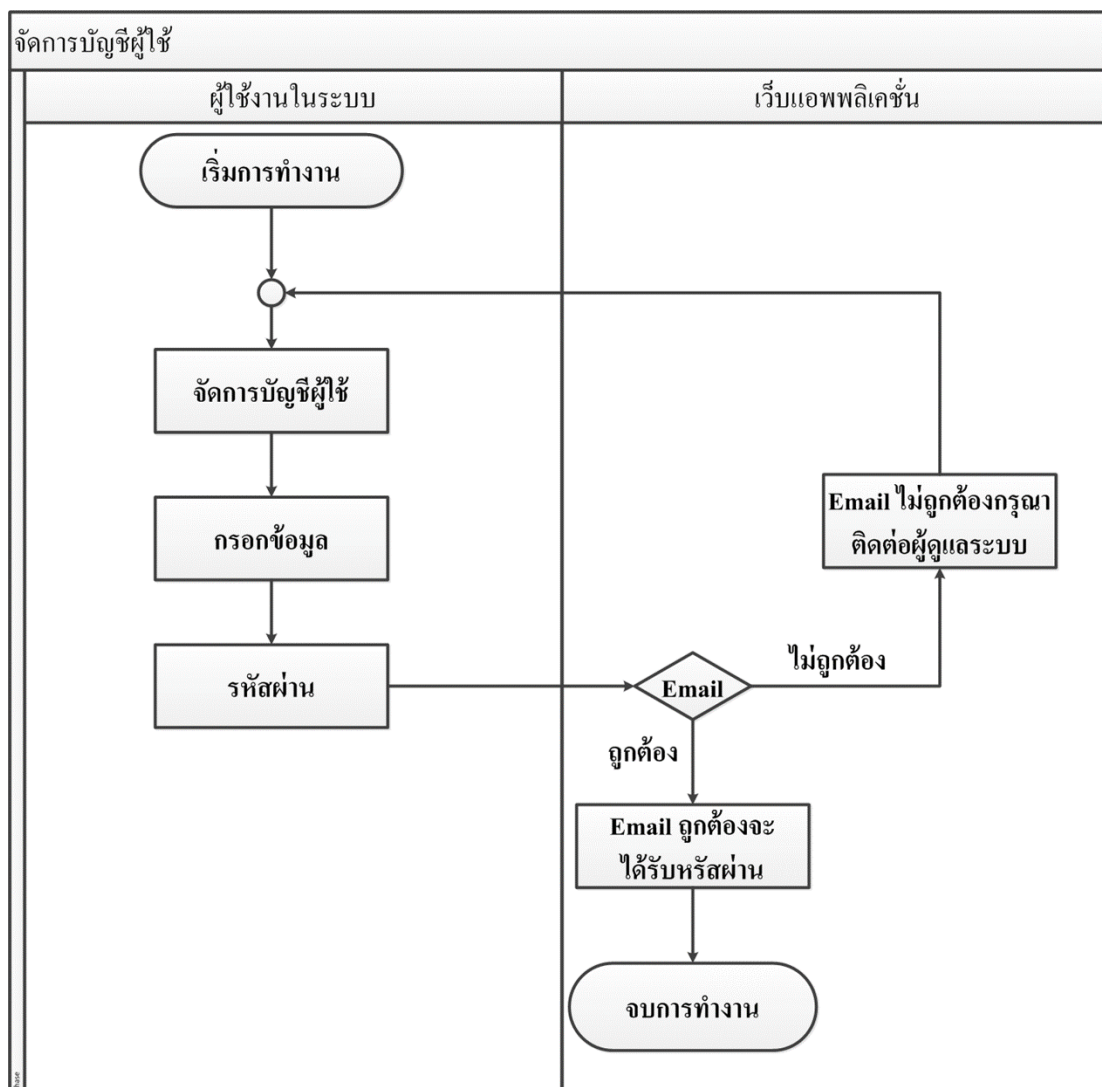 จัดการบัญชีผู้ใช้
ผู้ใช้งานในระบบ
เว็บแอพพลิเคชั่น
เริ่มการทำงาน
จัดการบัญชีผู้ใช้
กรอกข้อมูล
รหัสผ่าน
Email
ไม่ถูกต้อง
Email ไม่ถูกต้องกรุณา
ติดต่อผู้ดูแลระบบ
ถูกต้อง
Email ถูกต้องจะ
ได้รับหรัสผ่าน
จบการทำงาน